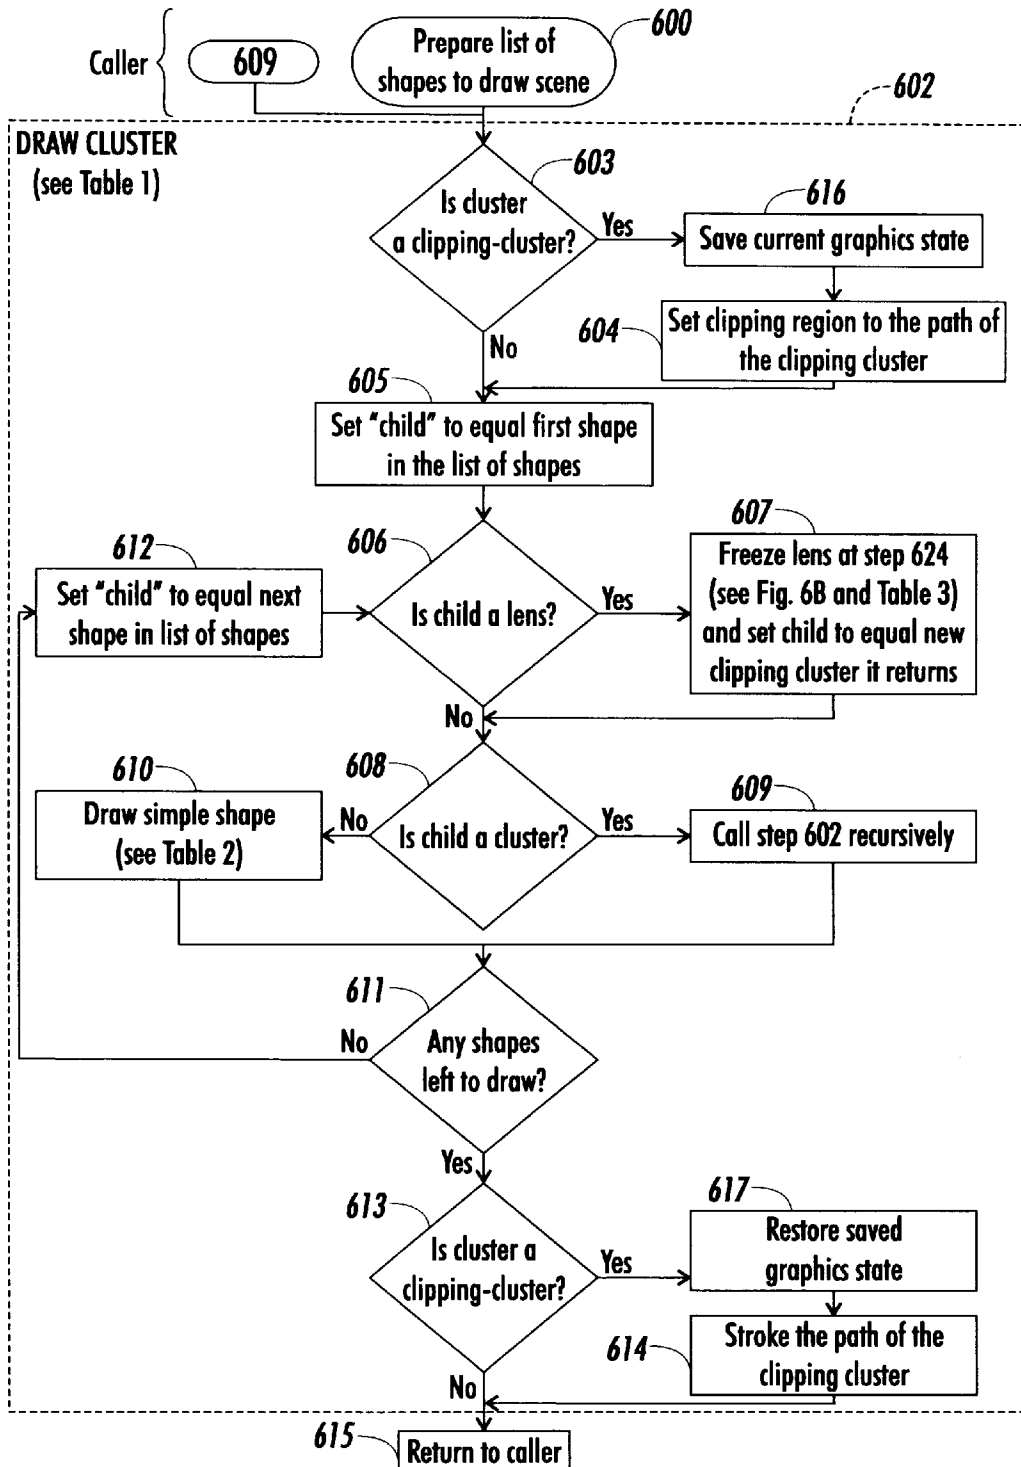 600
Caller
609
Prepare list of
shapes to draw scene
602
DRAW CLUSTER
(see Table 1)
603
Is cluster
a clipping-cluster?
Yes
616
Save current graphics state
604
Set clipping region to the path of
the clipping cluster
No
605
Set "child" to equal first shape
in the list of shapes
612
Set "child" to equal next
shape in list of shapes
606
Is child a lens?
Yes
607
Freeze lens at step 624
(see Fig. 6B and Table 3)
and set child to equal new
clipping cluster it returns
No
608
Is child a cluster?
610
Draw simple shape
(see Table 2)
No
Yes
609
Call step 602 recursively
611
Any shapes
left to draw?
No
Yes
613
Is cluster a
clipping-cluster?
Yes
617
Restore saved
graphics state
614
Stroke the path of the
clipping cluster
No
615
Return to caller